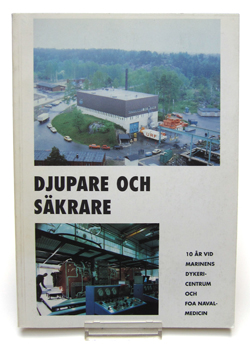 DJUPARE OCH
SÄKRARE
10 ÅR VID
MARINENS
DYKERI-
CENTRUM
OCH
FOA NAVAL-
MEDICIN